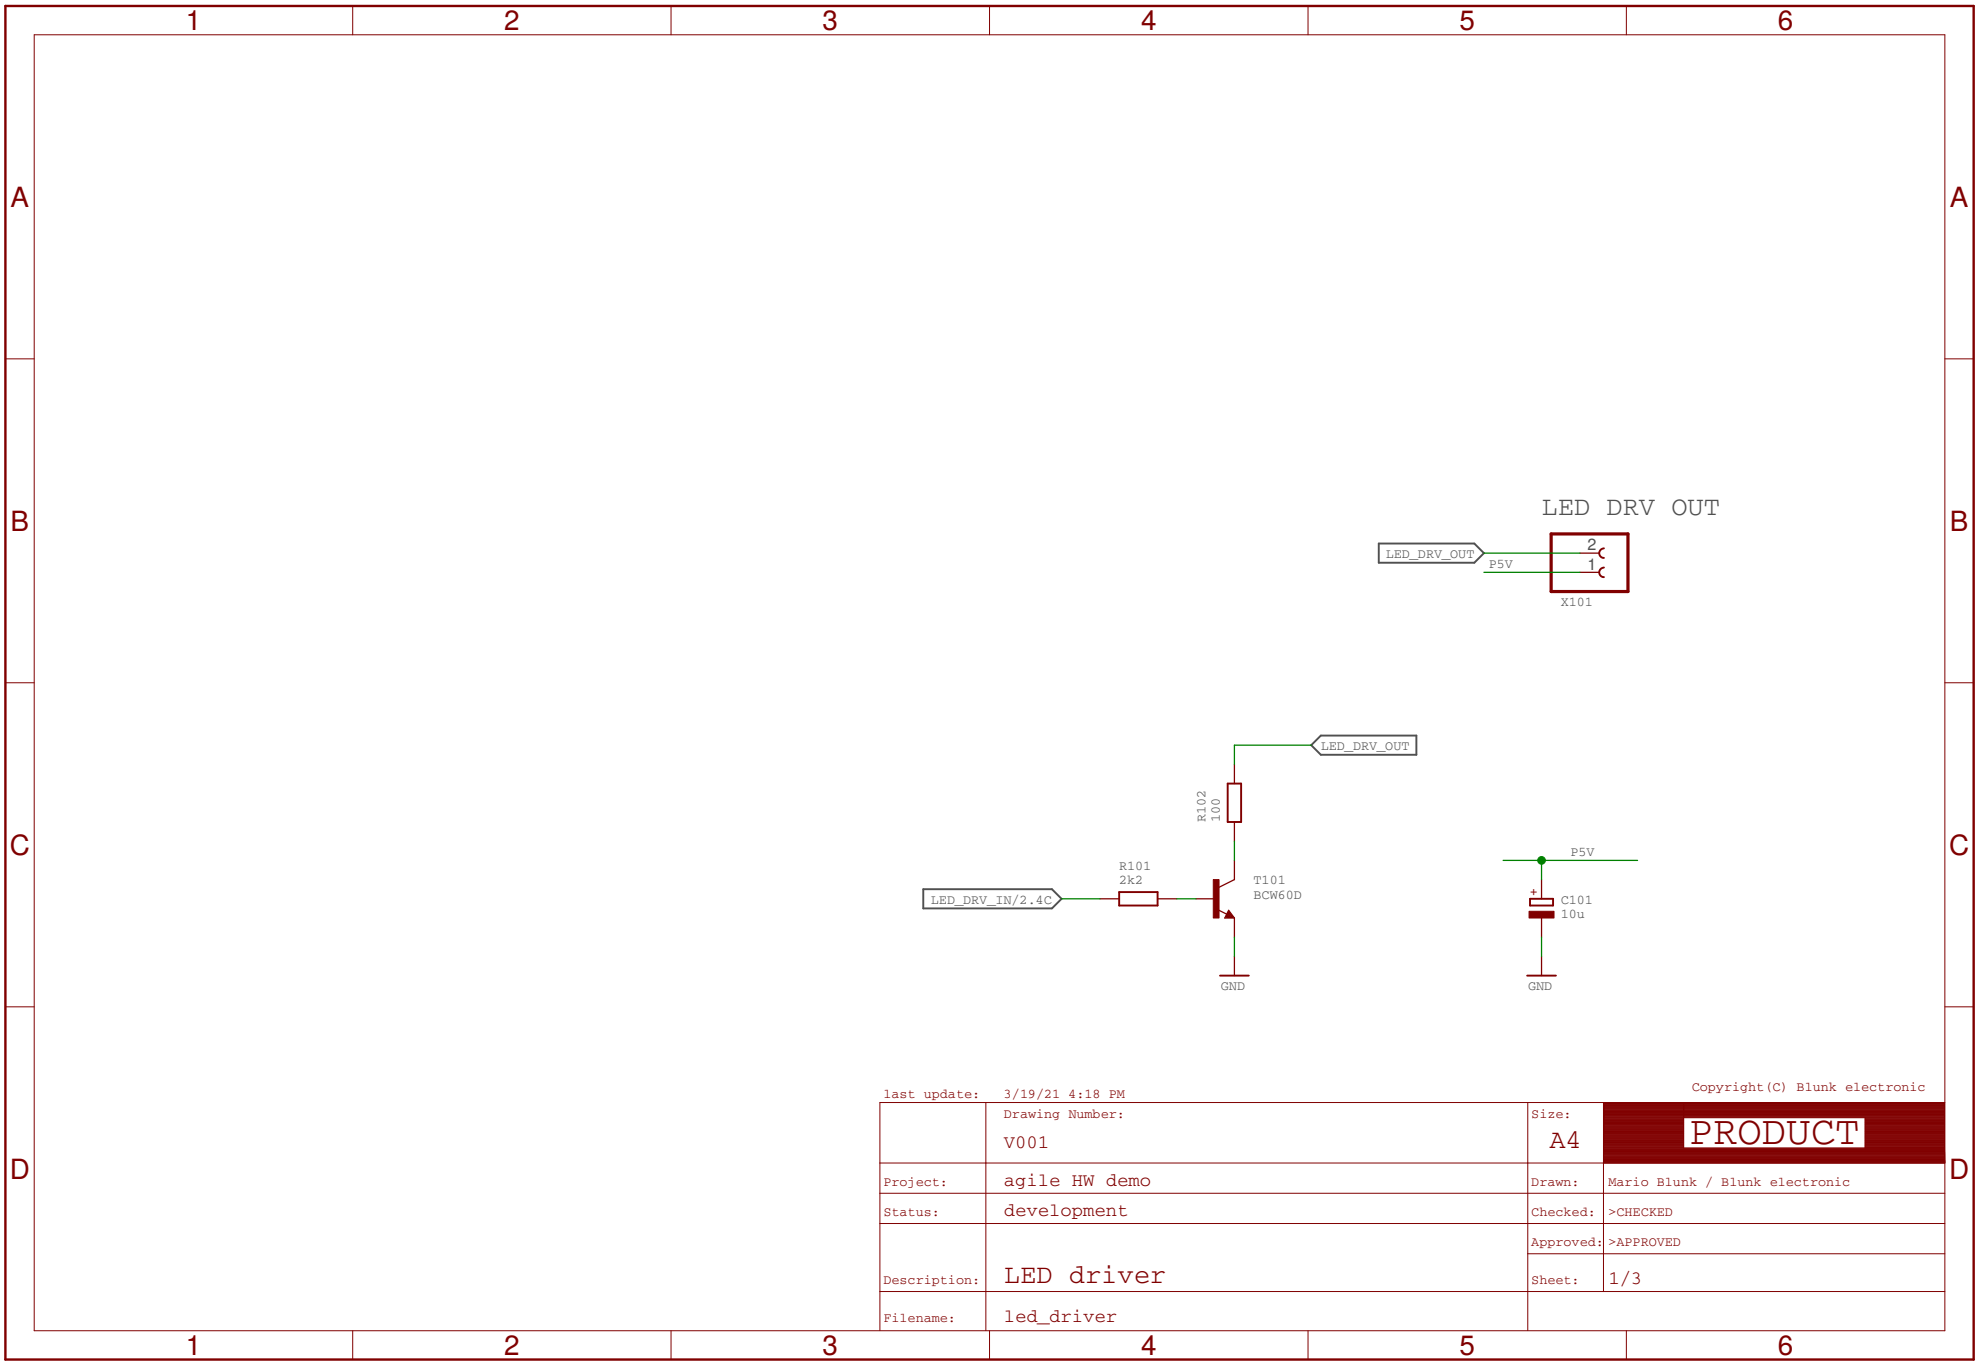 1 2 3 4 5 6
A A
B B
LED DRV OUT
LED_DRV_OUT
2
P5V
1
X101
LED_DRV_OUT
R102
100
C C
P5V
R101
2k2
T101
BCW60D
LED_DRV_IN/2.4C
+
C101
10u
GND GND
last update: 3/19/21 4:18 PM
Copyright(C) Blunk electronic
Drawing Number:
V001
Size:
A4
PRODUCT
D D
Project: agile HW demo
Drawn: Mario Blunk / Blunk electronic
Status: development
Checked: >CHECKED
Approved: >APPROVED
Description: LED driver
Sheet: 1/3
Filename: led_driver
1 2 3 4 5 6